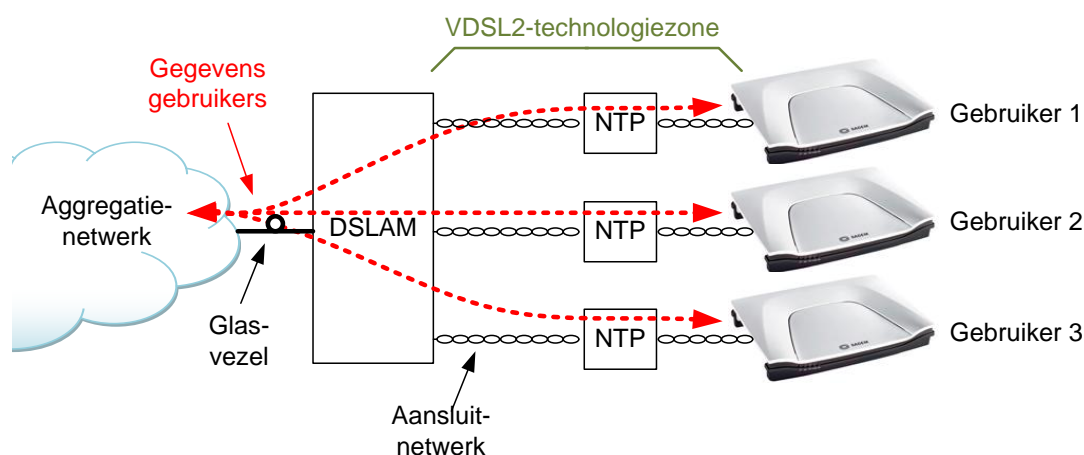 VDSL2-technologiezone
Gegevens
gebruikers
NTP
Gebruiker 1
Aggregatie-
netwerk
DSLAM
NTP
Gebruiker 2
Glas-
vezel
NTP
Gebruiker 3
Aansluit-
netwerk